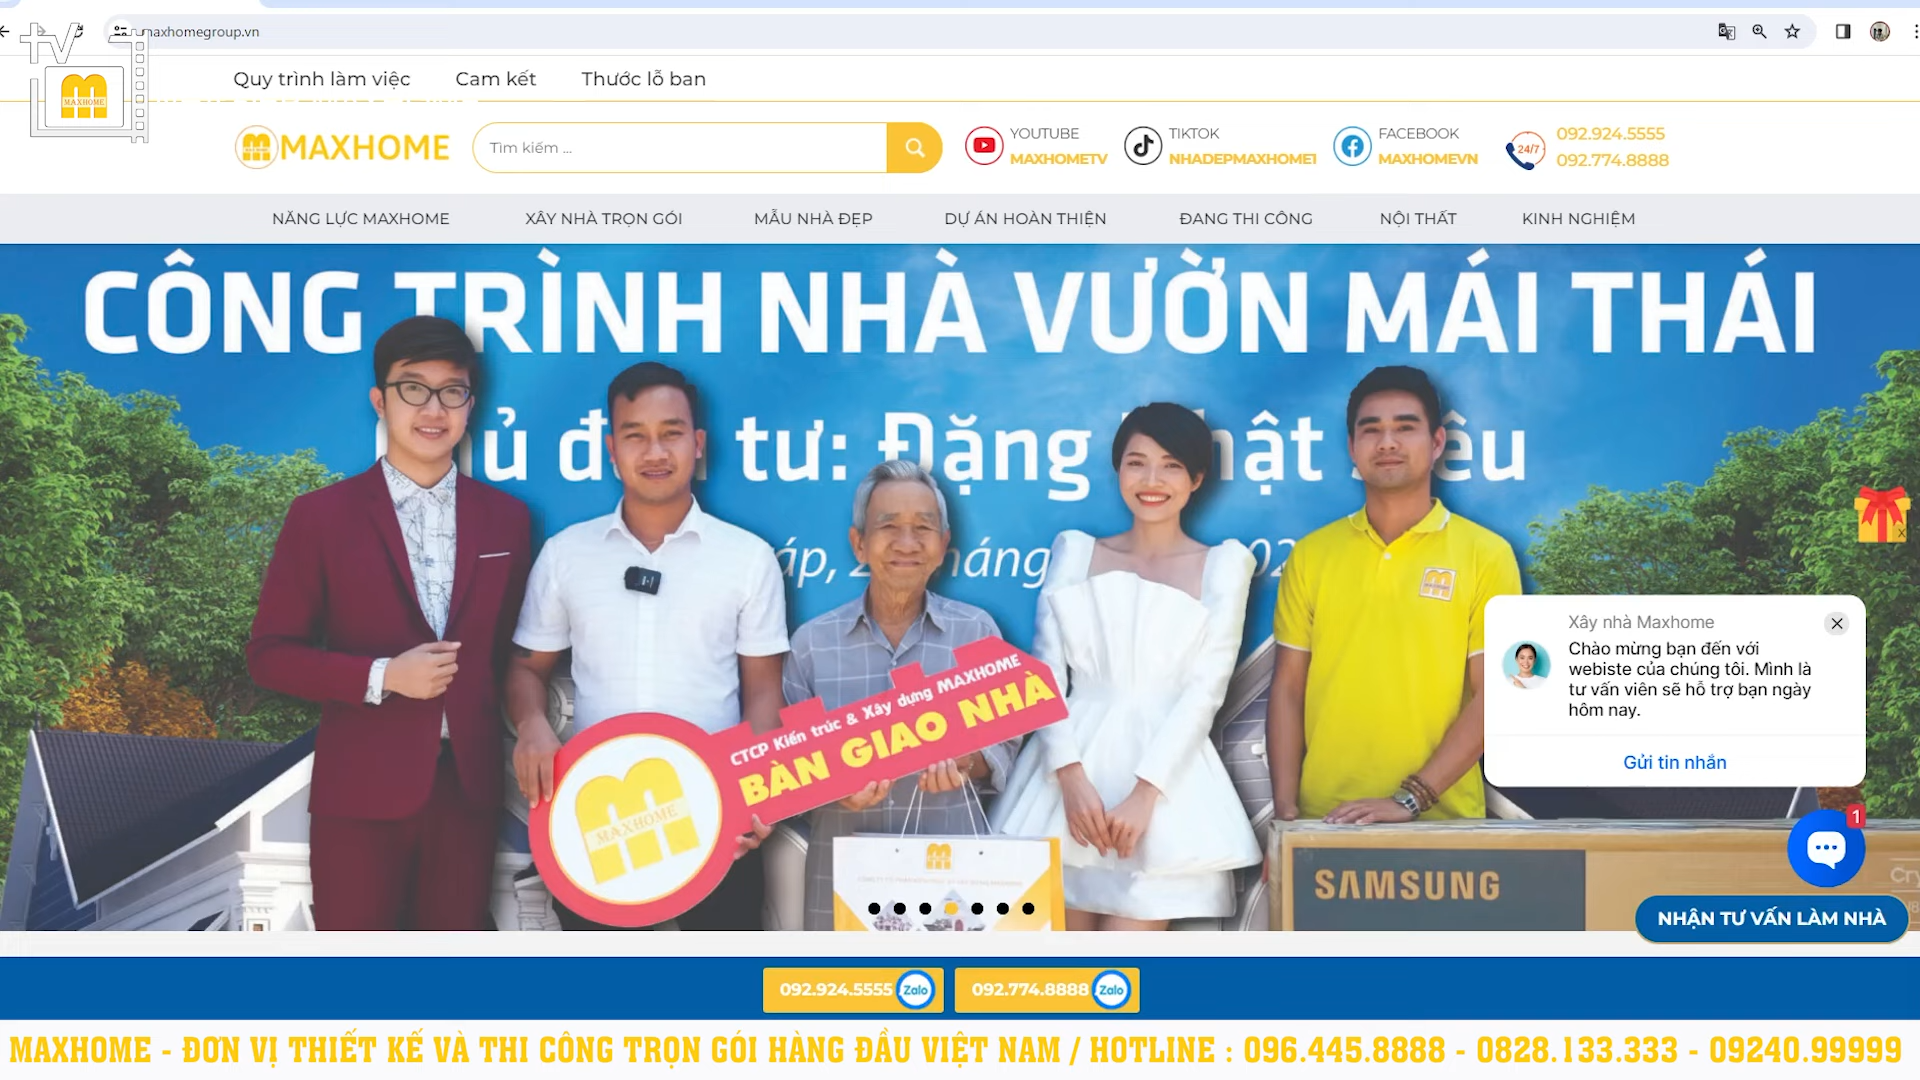 maxhomegroup.vn
tv
MAXHOME
Quy trình làm việc
Cam kết
Thước lỗ ban
MAXHOME
Tìm kiếm ...
YOUTUBE
MAXHOMETV
TIKTOK
NHADEPMAXHOME1
FACEBOOK
MAXHOMEVN
24/7
092.924.5555
092.774.8888
NĂNG LỰC MAXHOME
XÂY NHÀ TRỌN GÓI
MẪU NHÀ ĐẸP
DỰ ÁN HOÀN THIỆN
ĐANG THI CÔNG
NỘI THẤT
KINH NGHIỆM
CÔNG TRÌNH NHÀ VƯỜN MÁI THÁI
tư: Đặng
CTCP Kiến trúc & Xây dựng MAXHOME
BÀN GIAO NHÀ
MAXHOME
SAMSUNG
Xây nhà Maxhome
Chào mừng bạn đến với
webiste của chúng tôi. Mình là
tư vấn viên sẽ hỗ trợ bạn ngày
hôm nay.
Gửi tin nhắn
1
NHẬN TƯ VẤN LÀM NHÀ
092.924.5555 Zalo
092.774.8888 Zalo
MAXHOME - ĐƠN VỊ THIẾT KẾ VÀ THI CÔNG TRỌN GÓI HÀNG ĐẦU VIỆT NAM / HOTLINE : 096.445.8888 - 0828.133.333 - 09240.99999